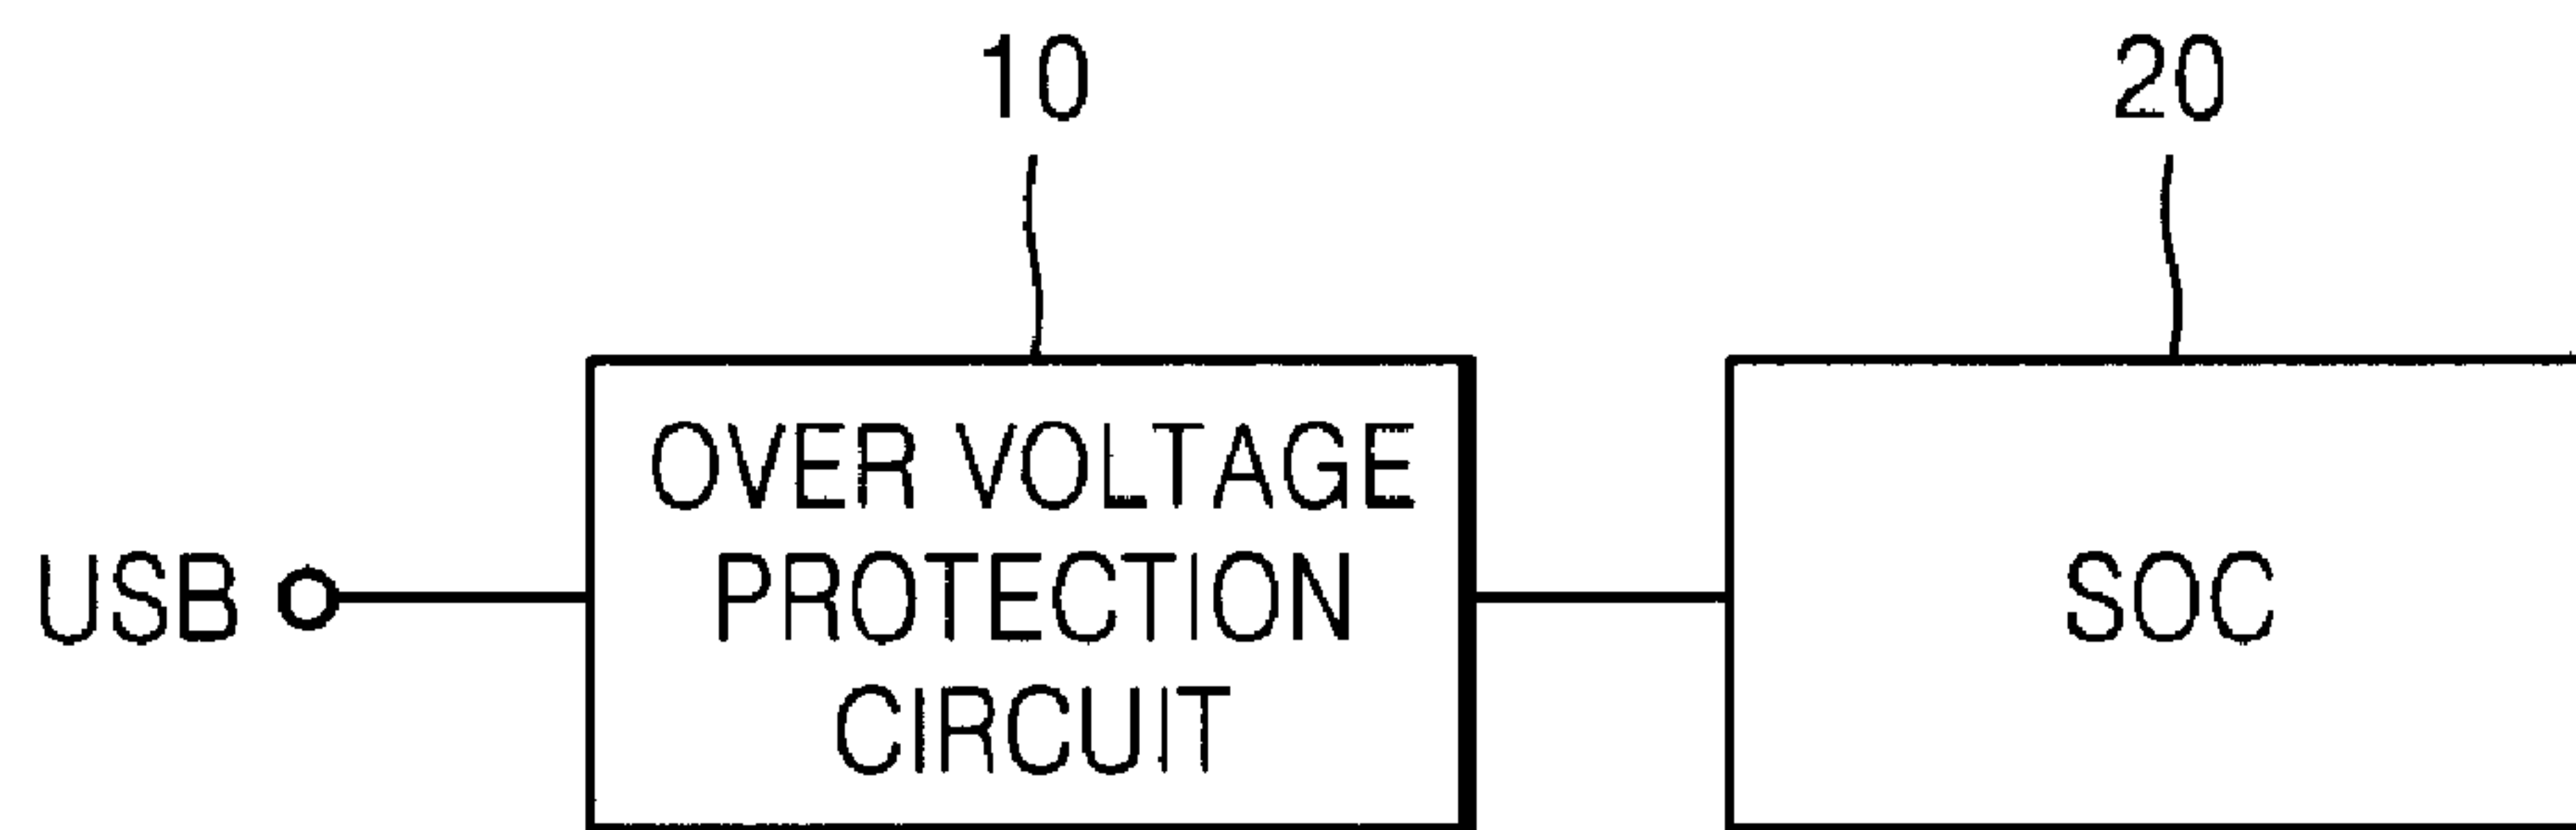 10
20
OVER VOLTAGE
PROTECTION
CIRCUIT
USB
SOC